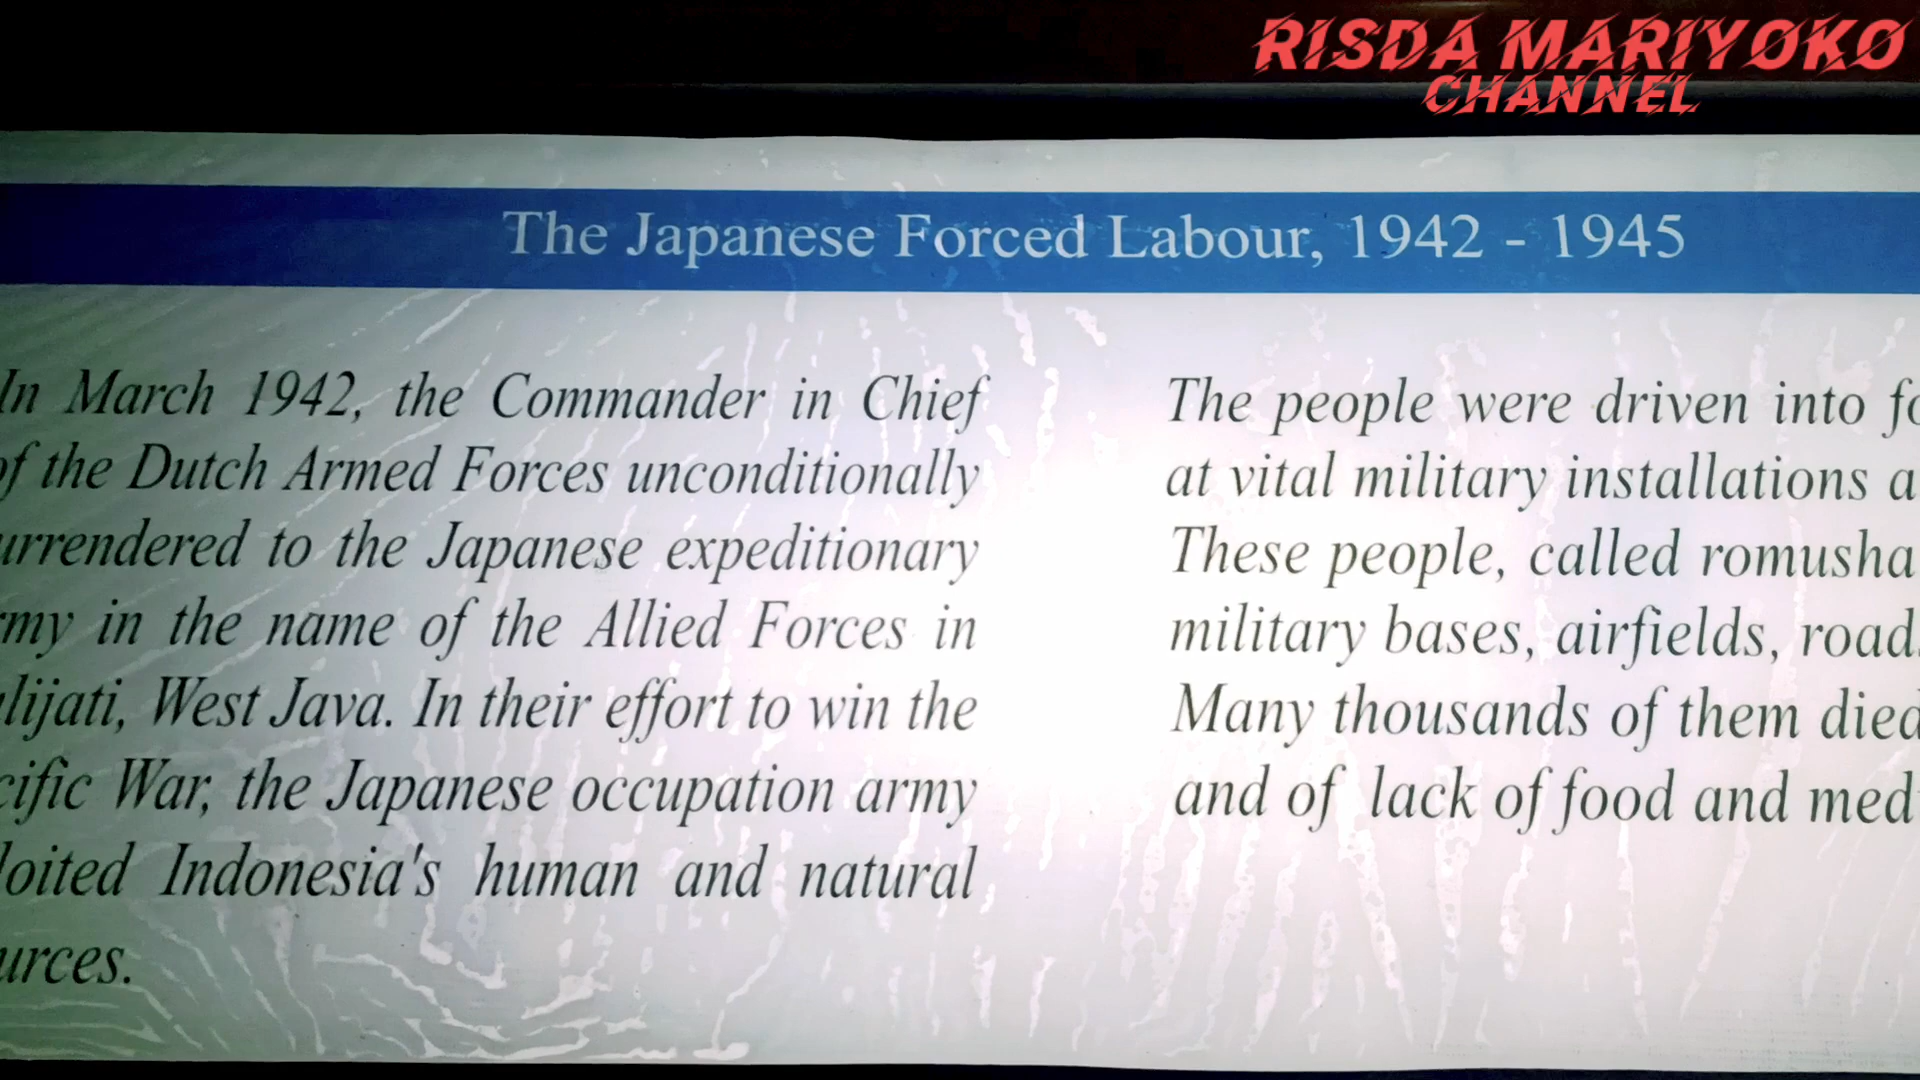 RISDA MARIYOKO
CHANNEL
The Japanese Forced Labour, 1942 - 1945
In March 1942, the Commander in Chief
of the Dutch Armed Forces unconditionally
urrendered to the Japanese expeditionary
my in the name of the Allied Forces in
lijati, West Java. In their effort to win the
cific War, the Japanese occupation army
loited Indonesia's human and natural
urces.
The people were driven into fo
at vital military installations a
These people, called romusha
military bases, airfields, road
Many thousands of them died
and of lack of food and med